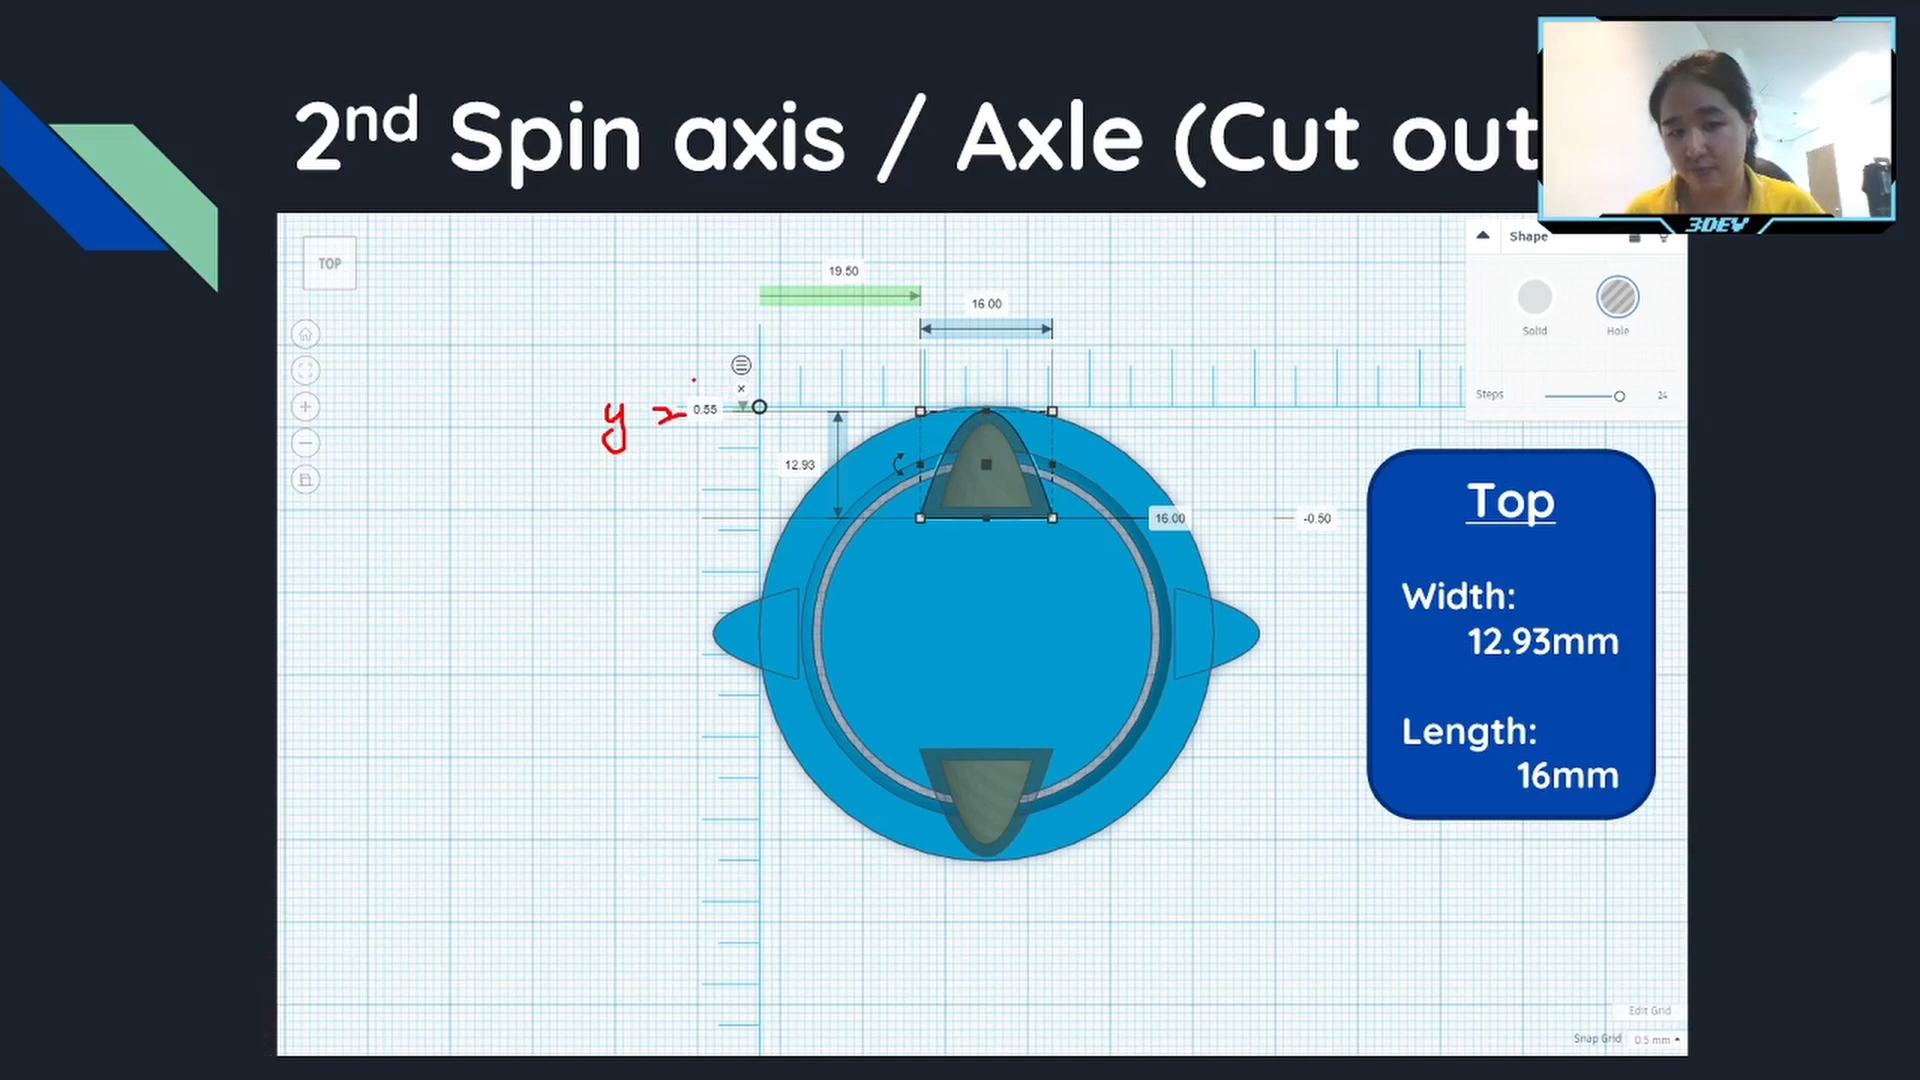 2nd Spin axis / Axle (Cut out
3DEV
TOP
Shape
19.50
16.00
Solid
Hole
Steps
24
y =
0.55
12.93
16.00
-0.50
Top
Width:
12.93mm
Length:
16mm
Edit Grid
Snap Grid 0.5 mm